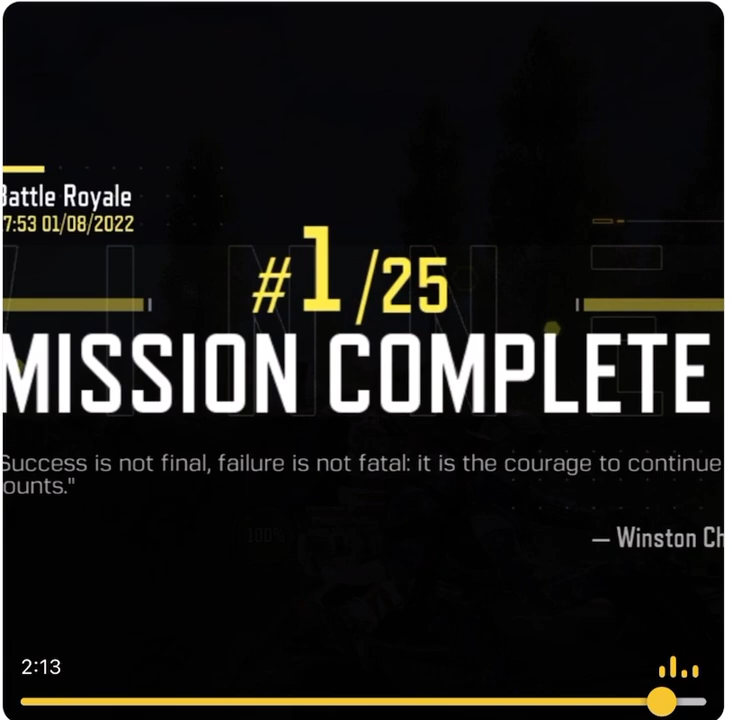 Battle Royale
7:53 01/08/2022
#1/25
MISSION COMPLETE
Success is not final, failure is not fatal: it is the courage to continue
ounts."
100%
— Winston Ch
2:13